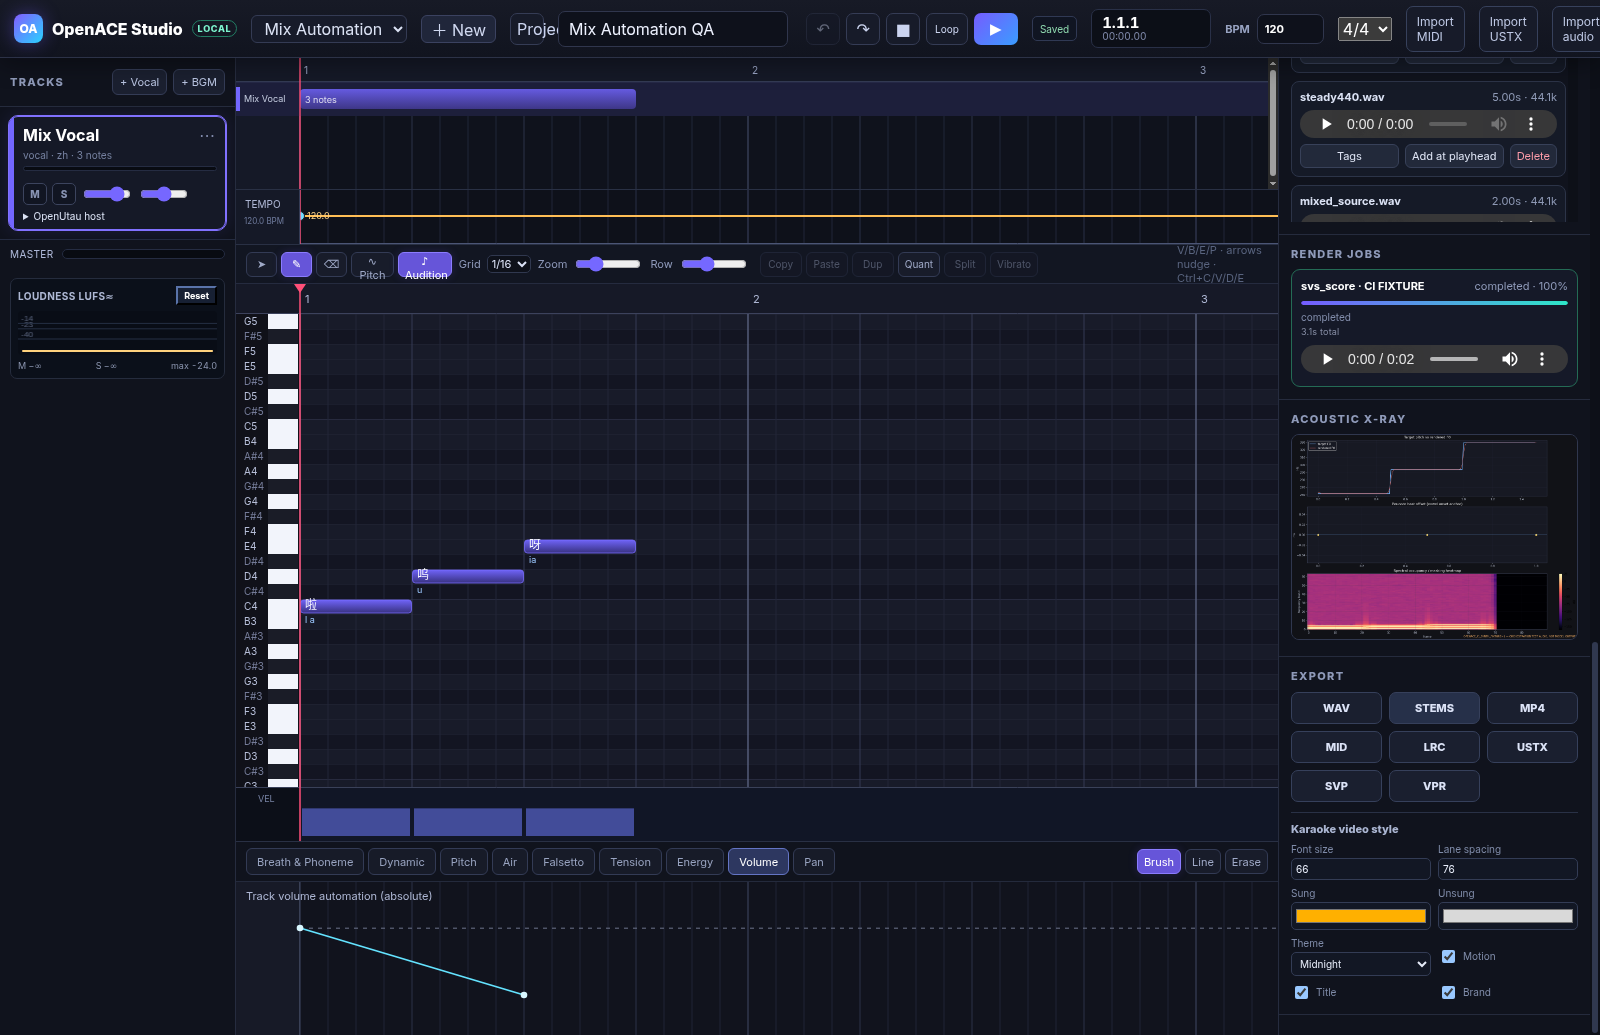 OA OpenACE Studio LOCAL Mix Automation + New Projec Mix Automation QA Loop Saved 1.1.1 00:00.00 BPM 120 4/4 Import MIDI Import USTX Import audio
TRACKS + Vocal + BGM
Mix Vocal ...
vocal · zh · 3 notes
M S
OpenUtau host
MASTER
LOUDNESS LUFS≈ Reset
-14
-23
-40
M -∞ S -∞ max -24.0
1 2 3
Mix Vocal 3 notes
TEMPO
120.0 BPM 120.0
Pitch Audition Grid 1/16 Zoom Row Copy Paste Dup Quant Split Vibrato
V/B/E/P · arrows
nudge ·
Ctrl+C/V/D/E
1 2 3
G5
F#5
F5
E5
D#5
D5
C#5
C5
B4
A#4
A4
G#4
G4
F#4
F4
E4 呀
D#4 ia
D4 呜
C#4 u
C4 啦
B3 l a
A#3
A3
G#3
G3
F#3
F3
E3
D#3
D3
C#3
C3
VEL
Breath & Phoneme Dynamic Pitch Air Falsetto Tension Energy Volume Pan Brush Line Erase
Track volume automation (absolute)
steady440.wav 5.00s · 44.1k
0:00 / 0:00
Tags Add at playhead Delete
mixed_source.wav 2.00s · 44.1k
RENDER JOBS
svs_score · CI FIXTURE completed · 100%
completed
3.1s total
0:00 / 0:02
ACOUSTIC X-RAY
EXPORT
WAV STEMS MP4
MID LRC USTX
SVP VPR
Karaoke video style
Font size Lane spacing
66 76
Sung Unsung
Theme
Midnight Motion
Title Brand